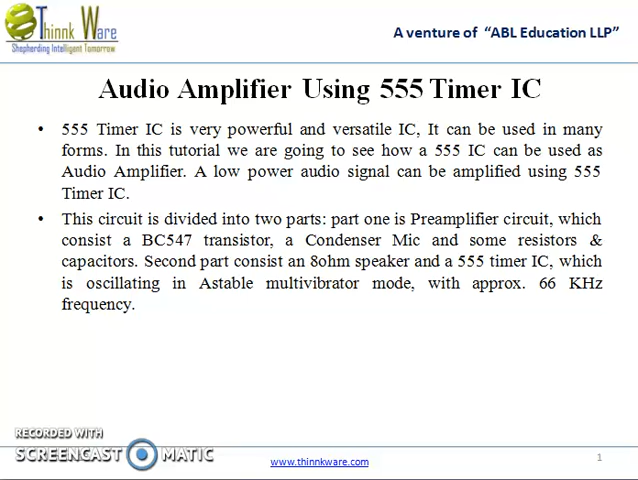 Thinnk Ware
Shepherding Intelligent Tomorrow
A venture of “ABL Education LLP”
Audio Amplifier Using 555 Timer IC
• 555 Timer IC is very powerful and versatile IC, It can be used in many
forms. In this tutorial we are going to see how a 555 IC can be used as
Audio Amplifier. A low power audio signal can be amplified using 555
Timer IC.
• This circuit is divided into two parts: part one is Preamplifier circuit, which
consist a BC547 transistor, a Condenser Mic and some resistors &
capacitors. Second part consist an 8ohm speaker and a 555 timer IC, which
is oscillating in Astable multivibrator mode, with approx. 66 KHz
frequency.
RECORDED WITH
SCREENCAST MATIC
www.thinnkware.com
1